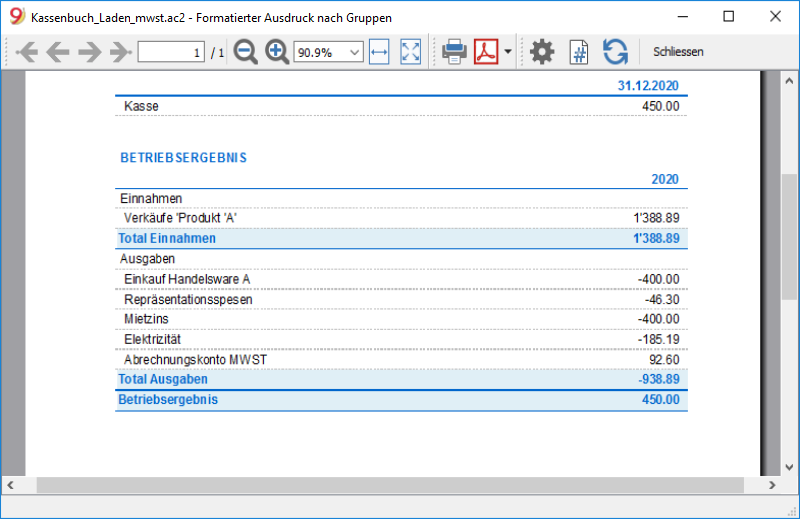 Kassenbuch_Laden_mwst.ac2 - Formatierter Ausdruck nach Gruppen
1 / 1 90.9% Schliessen
31.12.2020
Kasse 450.00
BETRIEBSERGEBNIS
2020
Einnahmen
Verkäufe 'Produkt 'A' 1'388.89
Total Einnahmen 1'388.89
Ausgaben
Einkauf Handelsware A -400.00
Repräsentationsspesen -46.30
Mietzins -400.00
Elektrizität -185.19
Abrechnungskonto MWST 92.60
Total Ausgaben -938.89
Betriebsergebnis 450.00